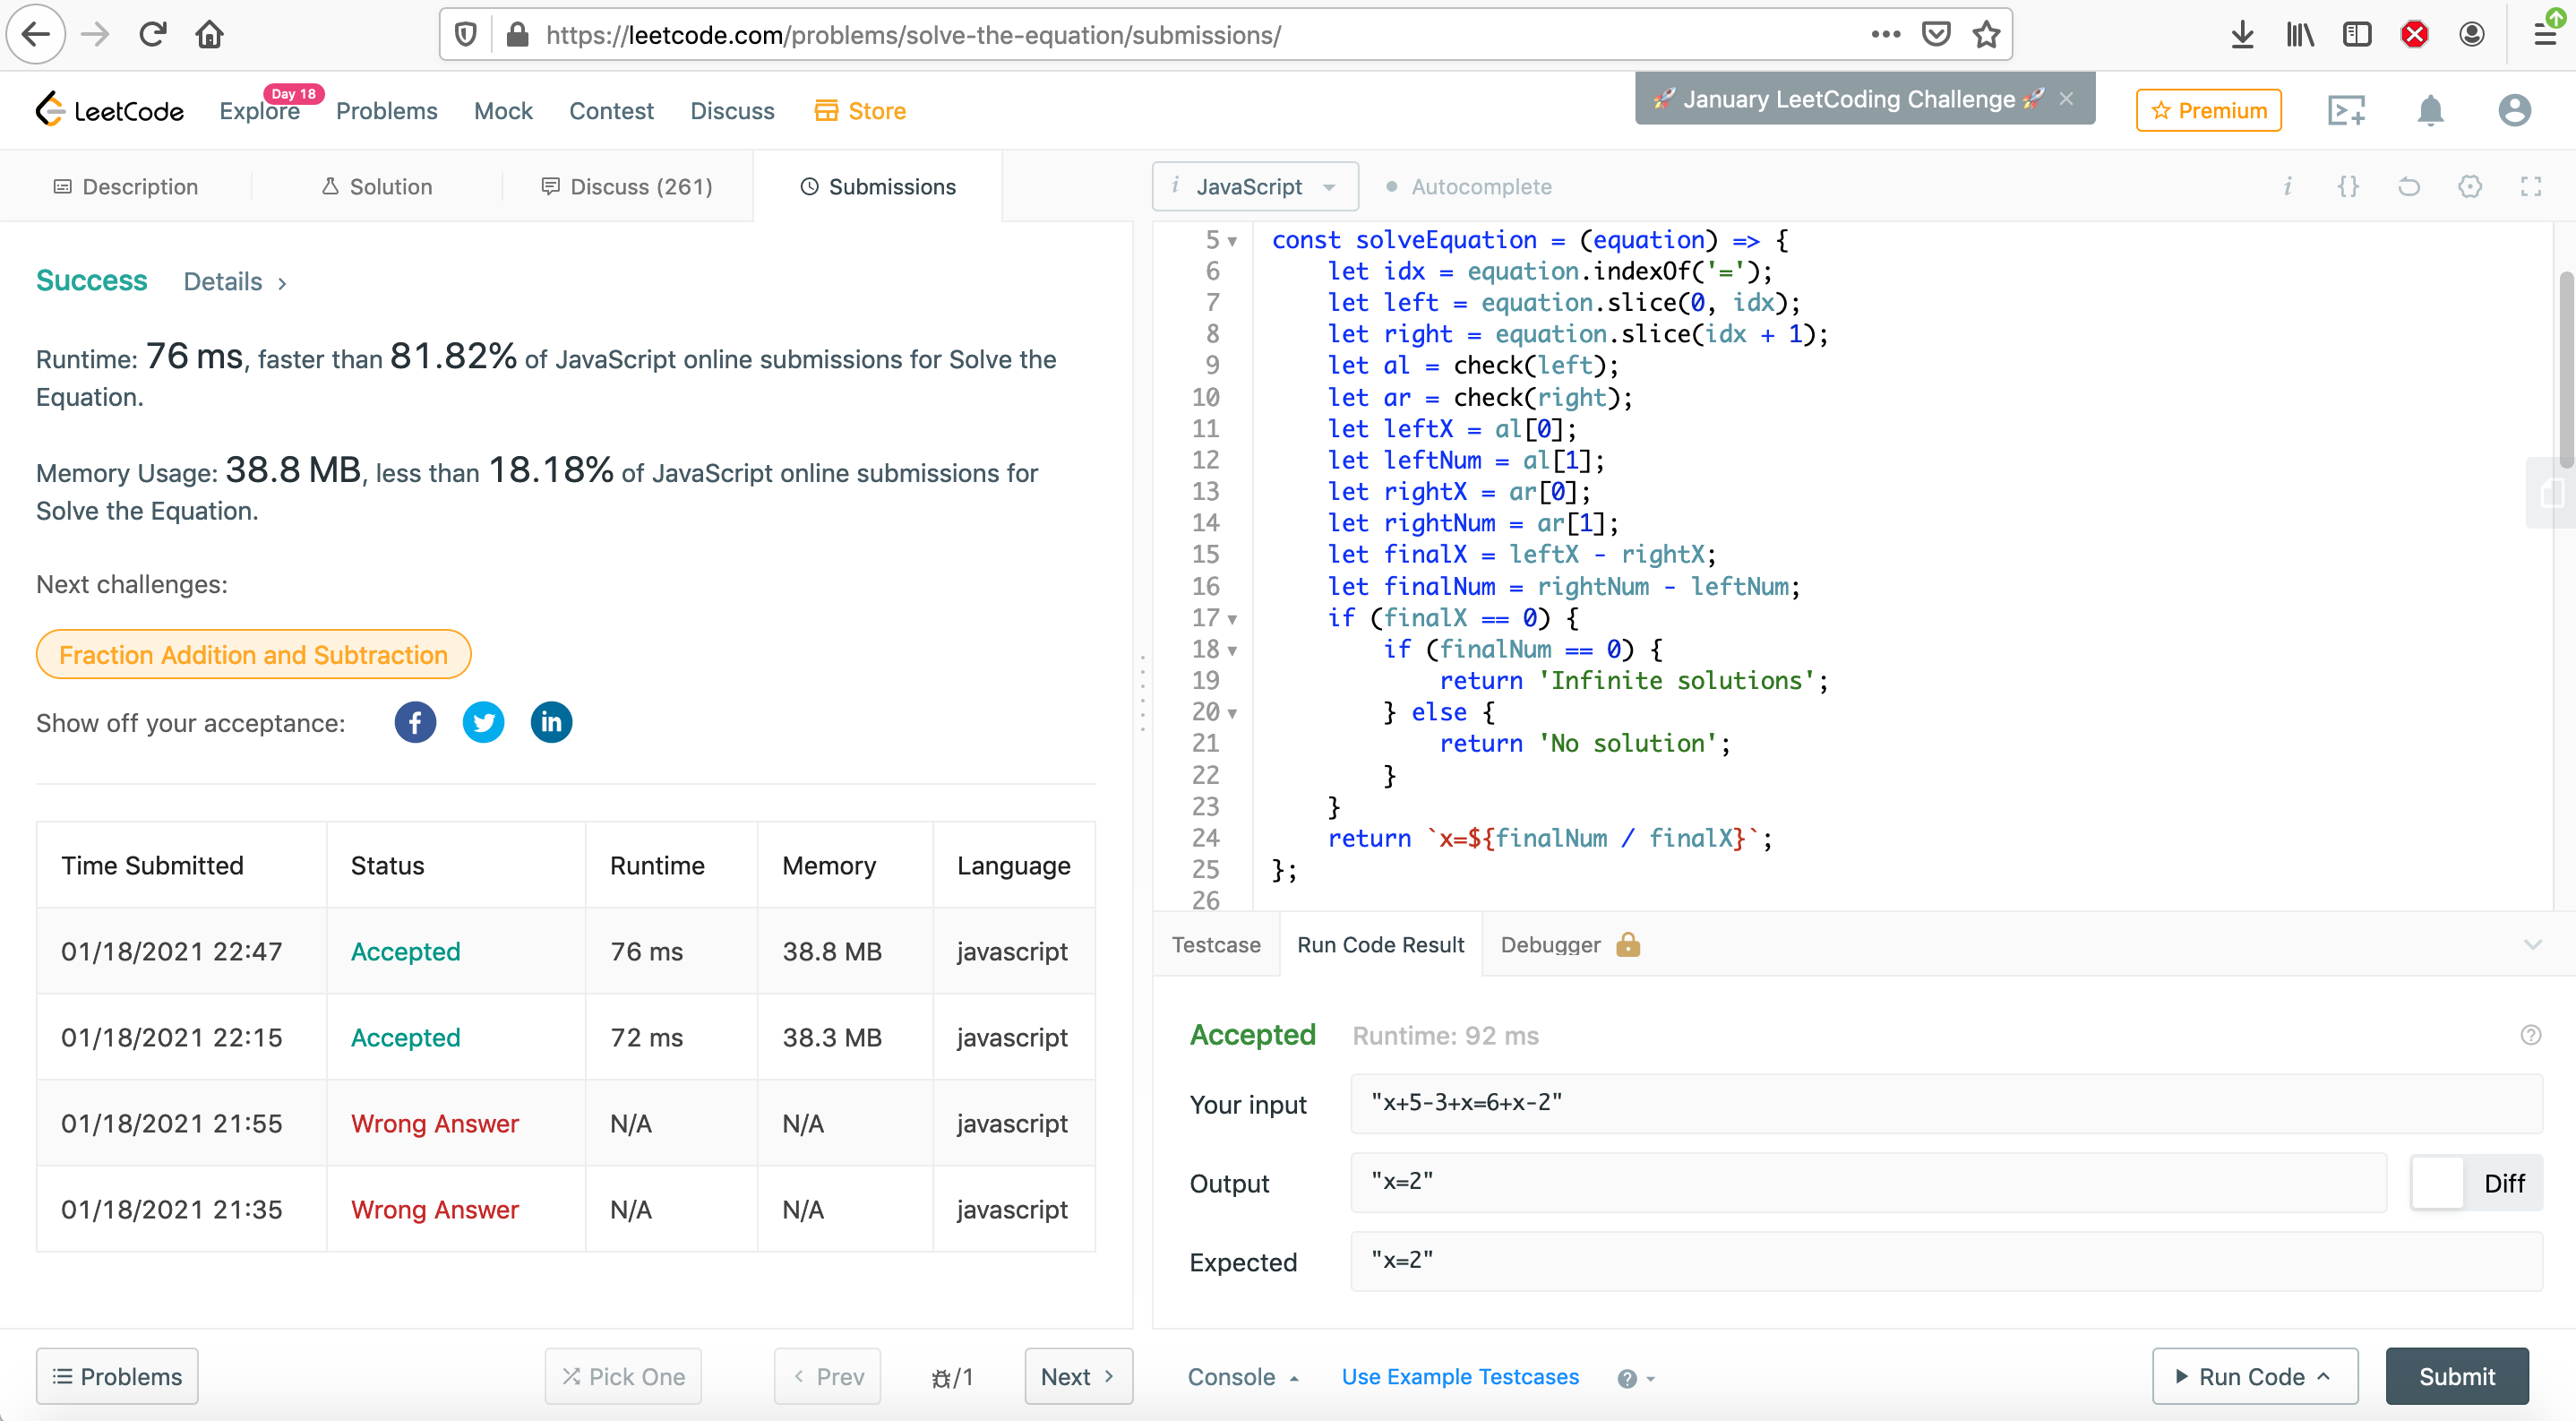 https://leetcode.com/problems/solve-the-equation/submissions/
LeetCode
Explore
Day 18
Problems
Mock
Contest
Discuss
Store
🚀 January LeetCoding Challenge 🚀 ×
Premium
Description
Solution
Discuss (261)
Submissions
Success
Details >
Runtime: 76 ms, faster than 81.82% of JavaScript online submissions for Solve the
Equation.
Memory Usage: 38.8 MB, less than 18.18% of JavaScript online submissions for
Solve the Equation.
Next challenges:
Fraction Addition and Subtraction
Show off your acceptance:
Time Submitted Status Runtime Memory Language
01/18/2021 22:47 Accepted 76 ms 38.8 MB javascript
01/18/2021 22:15 Accepted 72 ms 38.3 MB javascript
01/18/2021 21:55 Wrong Answer N/A N/A javascript
01/18/2021 21:35 Wrong Answer N/A N/A javascript
Problems
Pick One
< Prev
/1
Next >
i JavaScript
Autocomplete
i {}
5 const solveEquation = (equation) => {
6 let idx = equation.indexOf('=');
7 let left = equation.slice(0, idx);
8 let right = equation.slice(idx + 1);
9 let al = check(left);
10 let ar = check(right);
11 let leftX = al[0];
12 let leftNum = al[1];
13 let rightX = ar[0];
14 let rightNum = ar[1];
15 let finalX = leftX - rightX;
16 let finalNum = rightNum - leftNum;
17 if (finalX == 0) {
18 if (finalNum == 0) {
19 return 'Infinite solutions';
20 } else {
21 return 'No solution';
22 }
23 }
24 return `x=${finalNum / finalX}`;
25 };
26
Testcase
Run Code Result
Debugger
Accepted
Runtime: 92 ms
Your input "x+5-3+x=6+x-2"
Output "x=2"
Diff
Expected "x=2"
Console
Use Example Testcases
Run Code
Submit